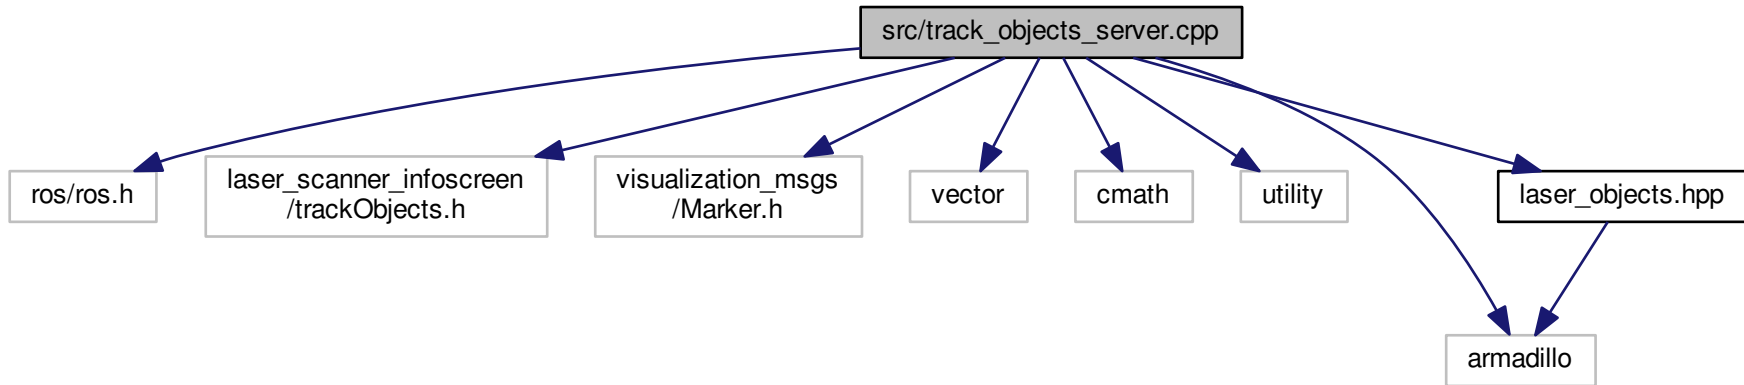 src/track_objects_server.cpp
ros/ros.h
laser_scanner_infoscreen
/trackObjects.h
visualization_msgs
/Marker.h
vector
cmath
utility
laser_objects.hpp
armadillo